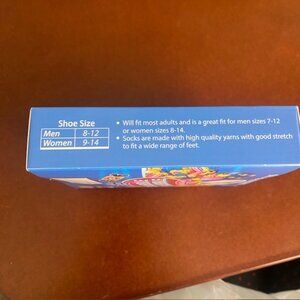 Shoe Size
Men 8-12
Women 9-14
• Will fit most adults and is a great fit for men sizes 7-12
or women sizes 8-14.
• Socks are made with high quality yarns with good stretch
to fit a wide range of feet.